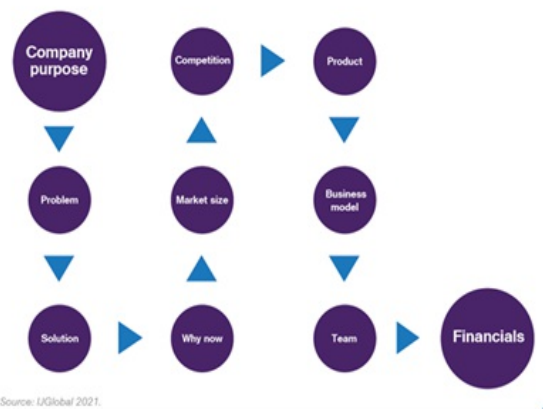 Company
purpose
Problem
Solution
Why now
Market size
Competition
Product
Business
model
Team
Financials
Source: IJGlobal 2021.